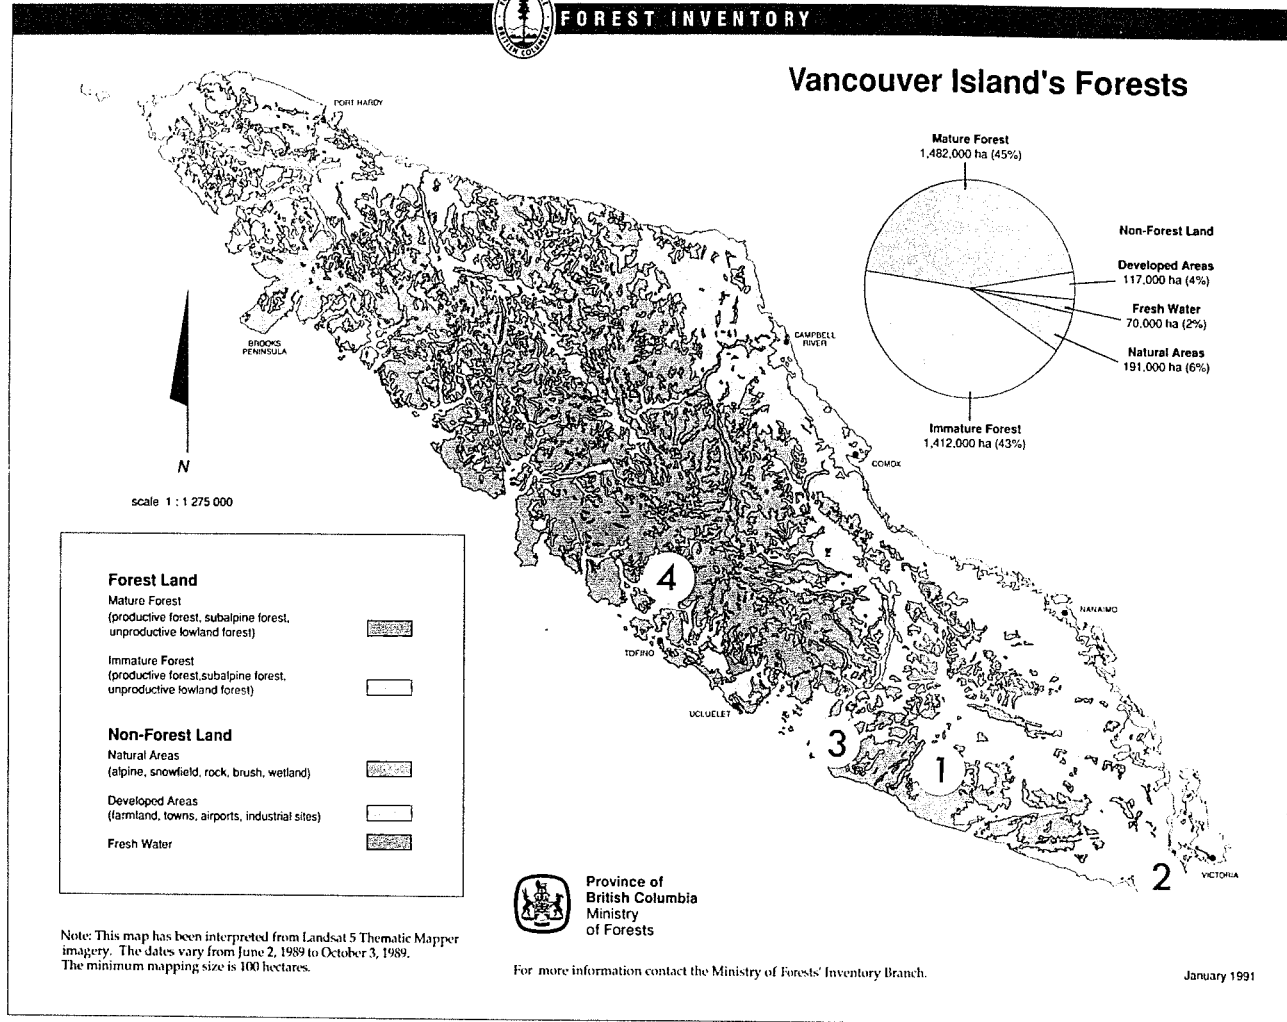 FOREST INVENTORY
BRITISH COLUMBIA
Vancouver Island's Forests
PORT HARDY
BROOKS
PENINSULA
CAMPBELL
RIVER
COMOX
NANAIMO
TOFINO
UCLUELET
VICTORIA
4
3
1
2
Mature Forest
1,482,000 ha (45%)
Non-Forest Land
Developed Areas
117,000 ha (4%)
Fresh Water
70,000 ha (2%)
Natural Areas
191,000 ha (6%)
Immature Forest
1,412,000 ha (43%)
N
scale 1 : 1 275 000
Forest Land
Mature Forest
(productive forest, subalpine forest,
unproductive lowland forest)
Immature Forest
(productive forest,subalpine forest,
unproductive lowland forest)
Non-Forest Land
Natural Areas
(alpine, snowfield, rock, brush, wetland)
Developed Areas
(farmland, towns, airports, industrial sites)
Fresh Water
Note: This map has been interpreted from Landsat 5 Thematic Mapper
imagery. The dates vary from June 2, 1989 to October 3, 1989.
The minimum mapping size is 100 hectares.
Province of
British Columbia
Ministry
of Forests
For more information contact the Ministry of Forests' Inventory Branch.
January 1991